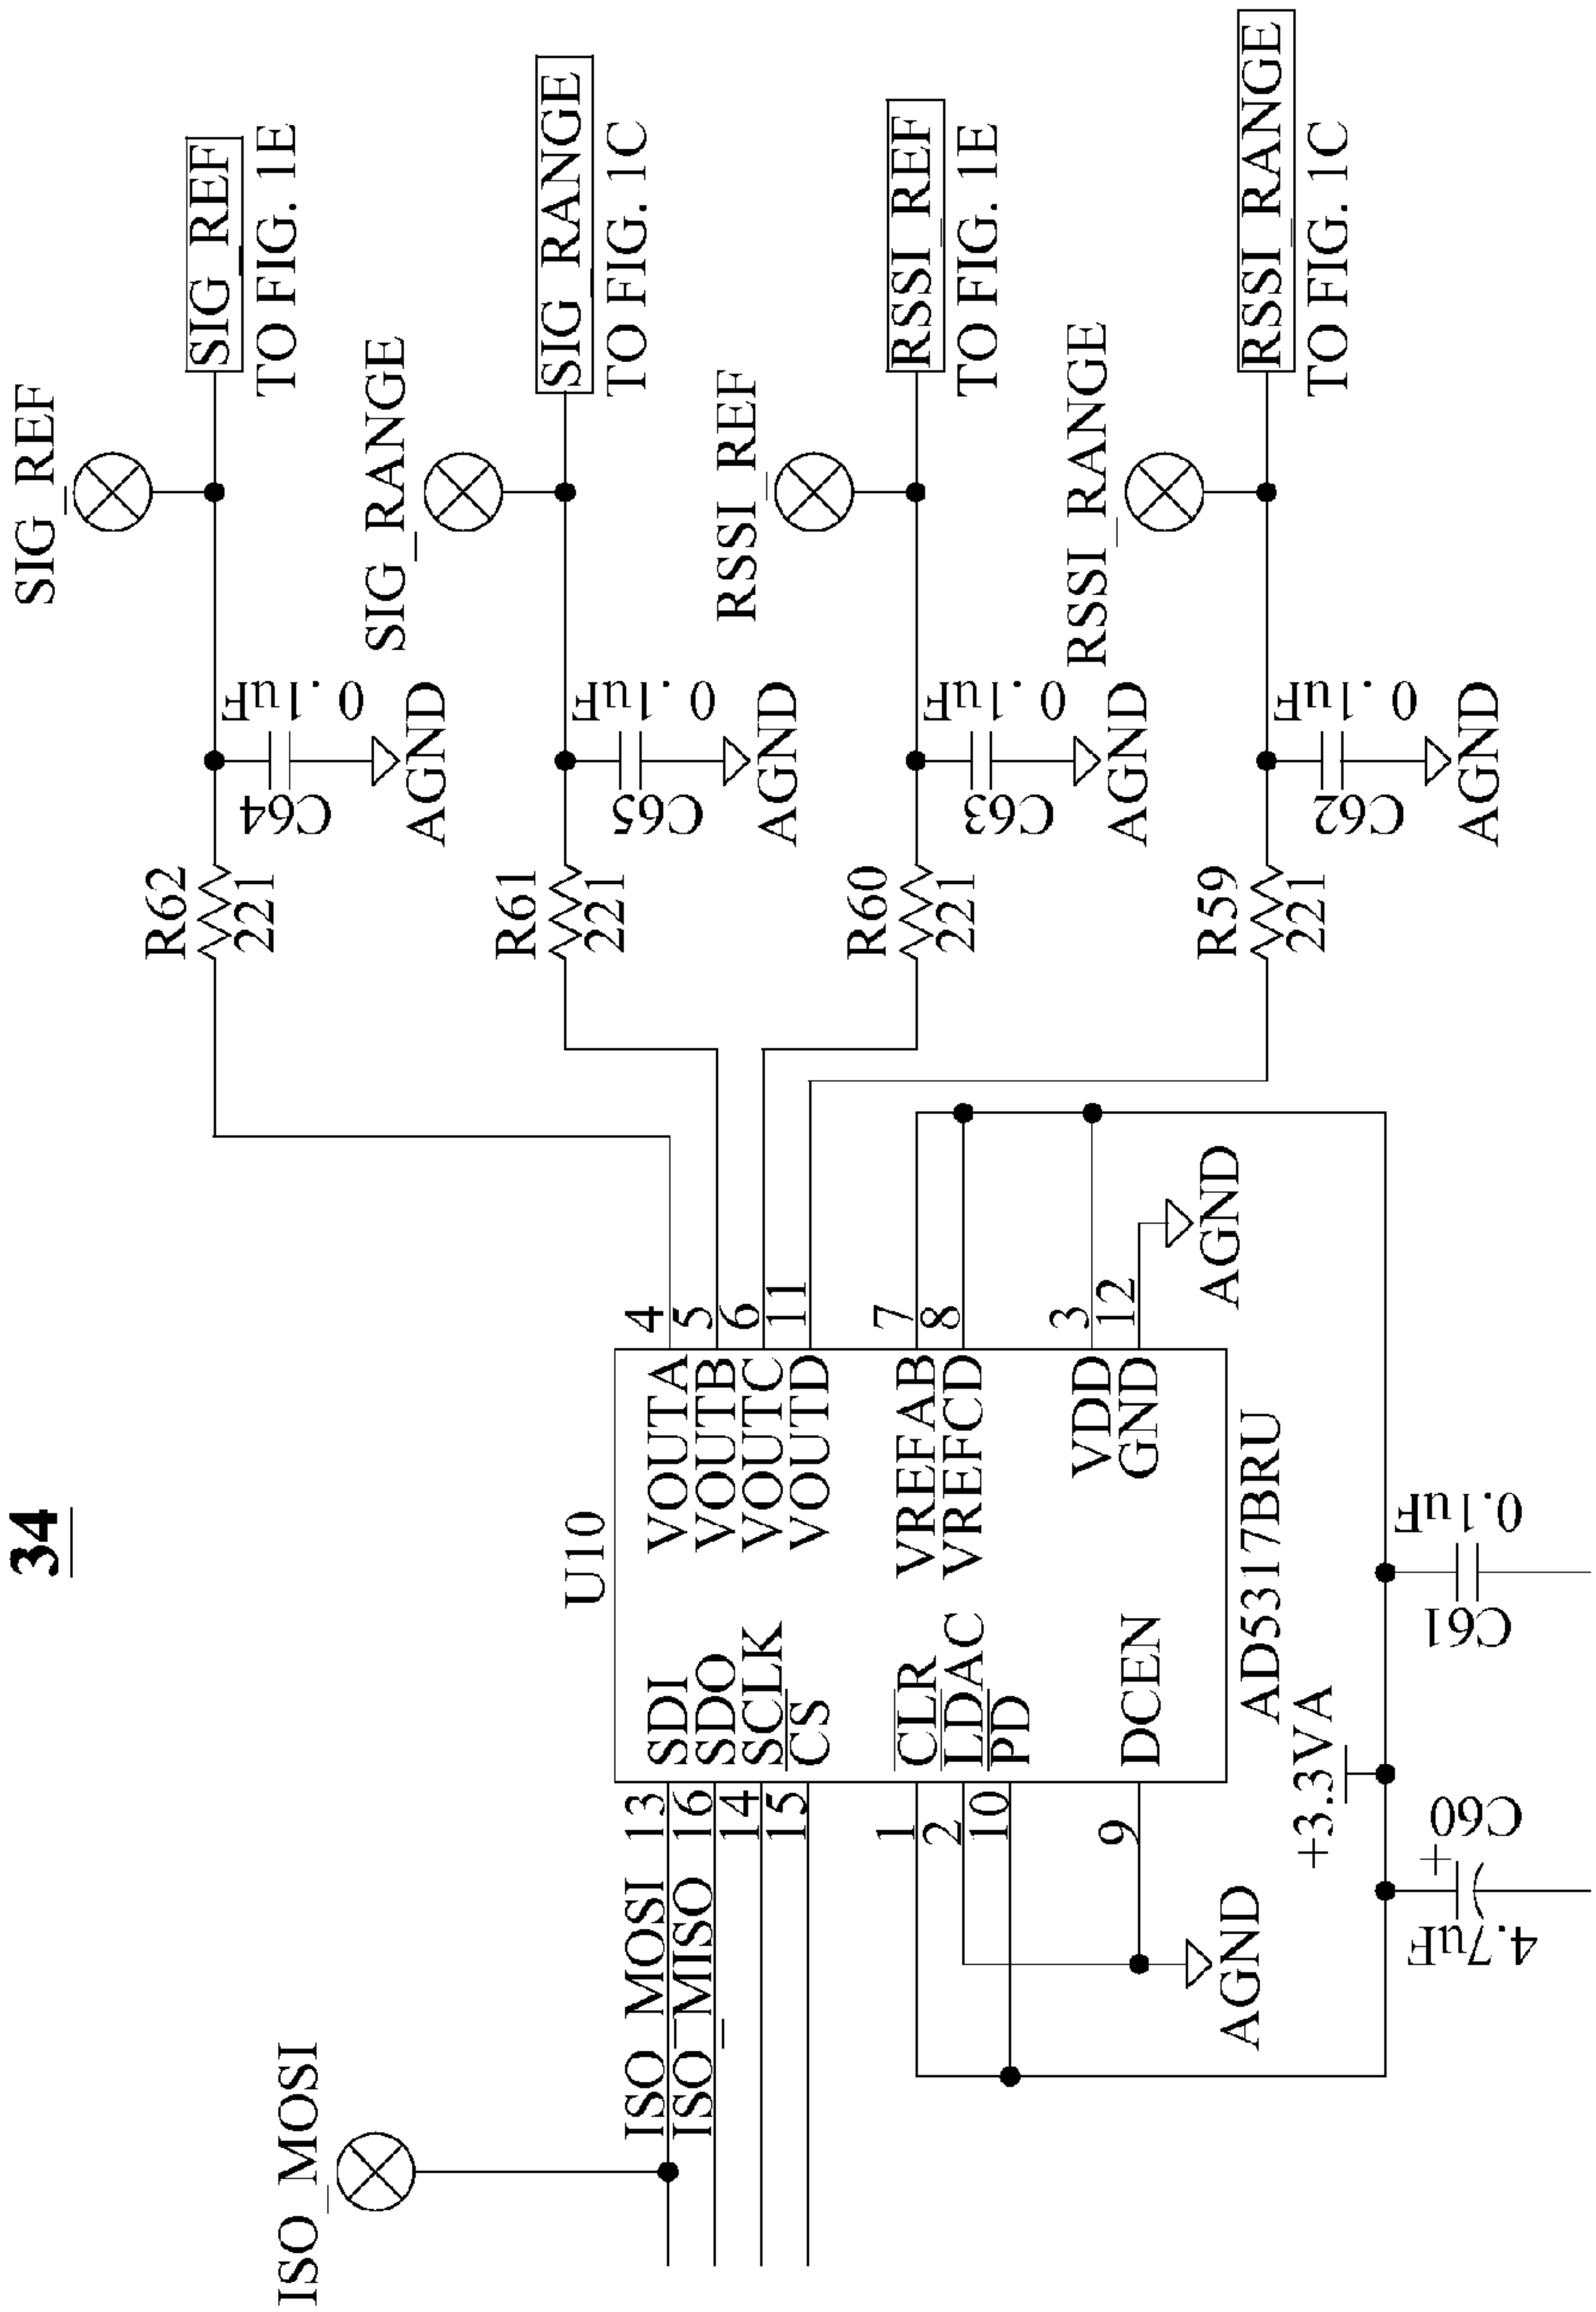 34
SIG_REF
SIG_REF
TO FIG. 1E
R62
221
C64
0.1uF
AGND
SIG_RANGE
SIG_RANGE
TO FIG. 1C
R61
221
C65
0.1uF
AGND
RSSI_REF
RSSI_REF
TO FIG. 1E
R60
221
C63
0.1uF
AGND
RSSI_RANGE
RSSI_RANGE
TO FIG. 1C
R59
221
C62
0.1uF
AGND
ISO_MOSI
ISO_MOSI 13
ISO_MISO 16
14
15
1
2
10
9
AGND
U10
SDI
SDO
SCLK
CS
CLR
LDAC
PD
DCEN
VOUTA
VOUTB
VOUTC
VOUTD
VREFAB
VREFCD
VDD
GND
4
5
6
11
7
8
3
12
AGND
AD5317BRU
+3.3VA
4.7uF
+
C60
C61
0.1uF